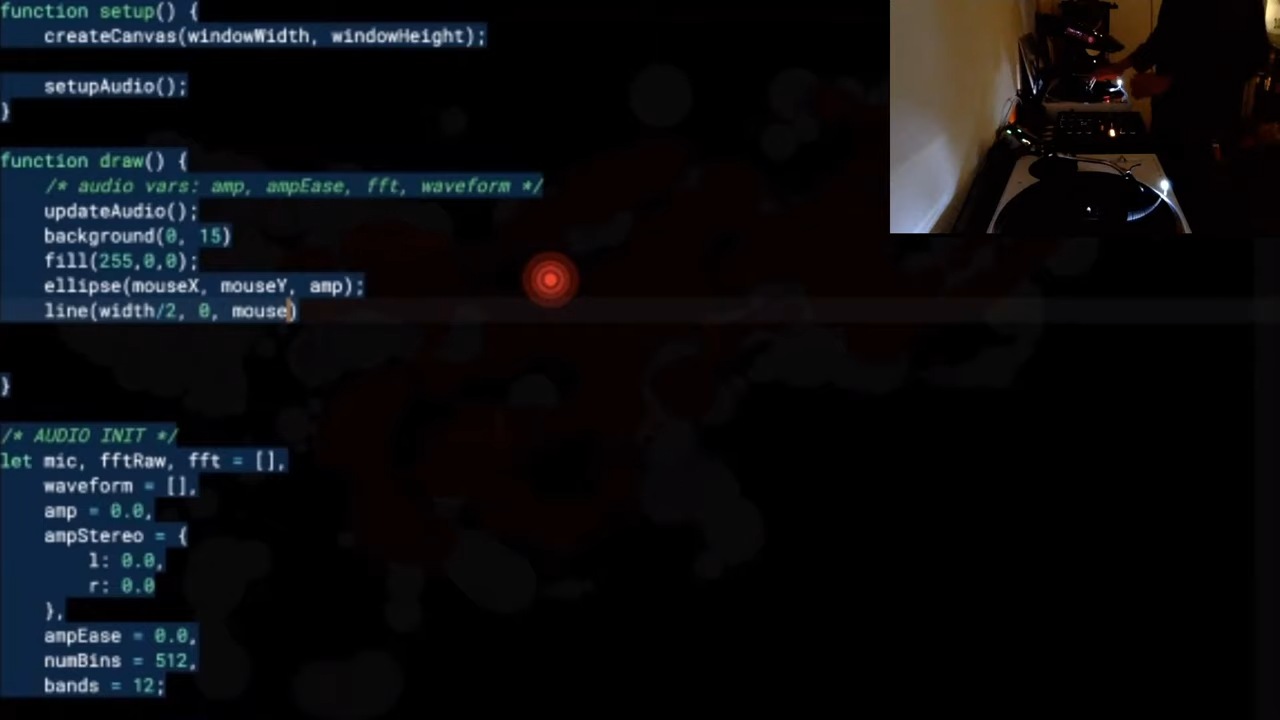 function setup() {
createCanvas(windowWidth, windowHeight);
setupAudio();
}
function draw() {
/* audio vars: amp, ampEase, fft, waveform */
updateAudio();
background(0, 15)
fill(255,0,0);
ellipse(mouseX, mouseY, amp);
line(width/2, 0, mouse)
}
/* AUDIO INIT */
let mic, fftRaw, fft = [],
waveform = [],
amp = 0.0,
ampStereo = {
l: 0.0,
r: 0.0
},
ampEase = 0.0,
numBins = 512,
bands = 12;